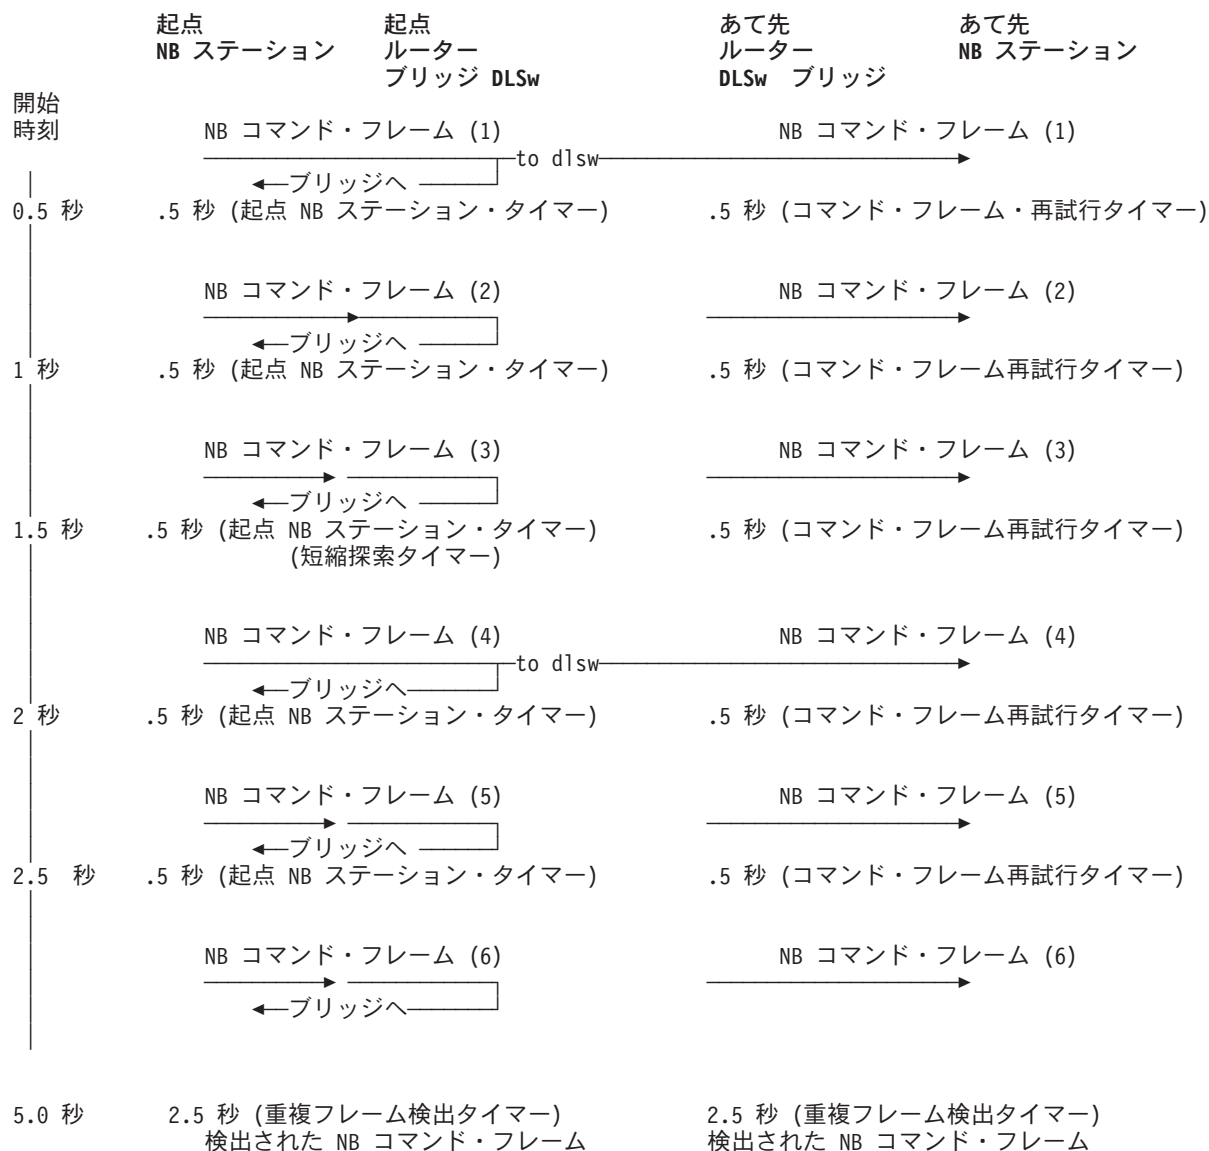 起点 起点 あて先 あて先
NB ステーション ルーター ルーター NB ステーション
ブリッジ DLSw DLSw ブリッジ
開始
時刻 NB コマンド・フレーム (1) NB コマンド・フレーム (1)
to dlsw
ブリッジへ
0.5 秒 .5 秒 (起点 NB ステーション・タイマー) .5 秒 (コマンド・フレーム・再試行タイマー)
NB コマンド・フレーム (2) NB コマンド・フレーム (2)
ブリッジへ
1 秒 .5 秒 (起点 NB ステーション・タイマー) .5 秒 (コマンド・フレーム再試行タイマー)
NB コマンド・フレーム (3) NB コマンド・フレーム (3)
ブリッジへ
1.5 秒 .5 秒 (起点 NB ステーション・タイマー) .5 秒 (コマンド・フレーム再試行タイマー)
(短縮探索タイマー)
NB コマンド・フレーム (4) NB コマンド・フレーム (4)
to dlsw
ブリッジへ
2 秒 .5 秒 (起点 NB ステーション・タイマー) .5 秒 (コマンド・フレーム再試行タイマー)
NB コマンド・フレーム (5) NB コマンド・フレーム (5)
ブリッジへ
2.5 秒 .5 秒 (起点 NB ステーション・タイマー) .5 秒 (コマンド・フレーム再試行タイマー)
NB コマンド・フレーム (6) NB コマンド・フレーム (6)
ブリッジへ
5.0 秒 2.5 秒 (重複フレーム検出タイマー) 2.5 秒 (重複フレーム検出タイマー)
検出された NB コマンド・フレーム 検出された NB コマンド・フレーム